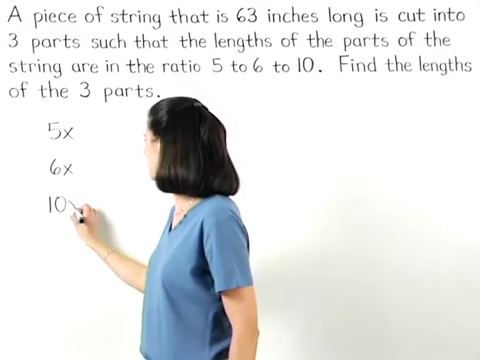 A piece of string that is 63 inches long is cut into
3 parts such that the lengths of the parts of the
string are in the ratio 5 to 6 to 10. Find the lengths
of the 3 parts.
5x
6x
10